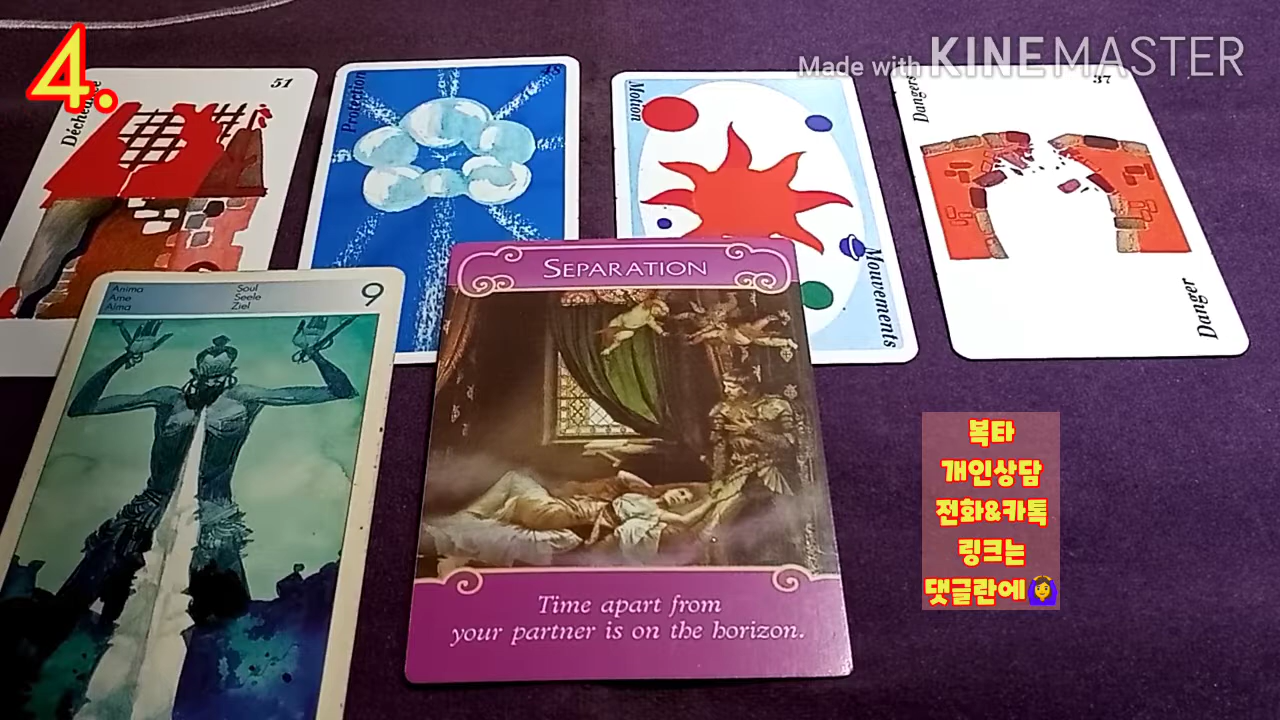 4.
Made with KINEMASTER
51
Protection
Motion
Mouvements
Dangers
37
Danger
SEPARATION
Time apart from
your partner is on the horizon.
Anima
Ame
Alma
Soul
Seele
Ziel
9
복타
개인상담
전화&카톡
링크는
댓글란에🙆‍♀️